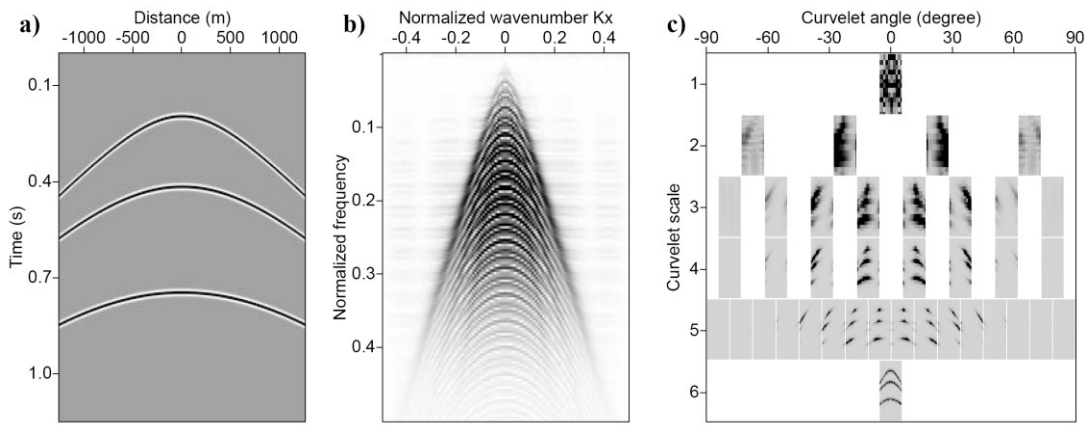 a)
Distance (m)
-1000 -500 0 500 1000
Time (s)
0.1
0.4
0.7
1.0
b)
Normalized wavenumber Kx
-0.4 -0.2 0 0.2 0.4
Normalized frequency
0.1
0.2
0.3
0.4
c)
Curvelet angle (degree)
-90 -60 -30 0 30 60 90
Curvelet scale
1
2
3
4
5
6